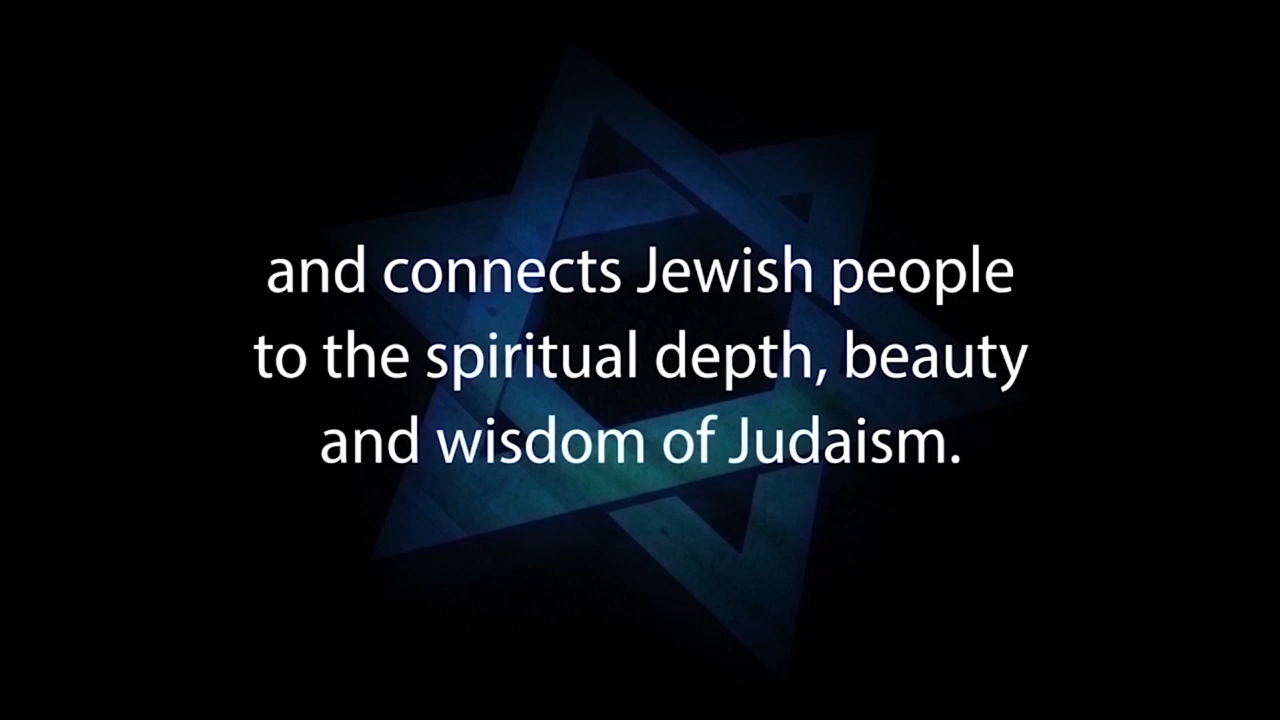 and connects Jewish people
to the spiritual depth, beauty
and wisdom of Judaism.